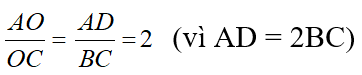 AO/OC = AD/BC = 2 (vì AD = 2BC)